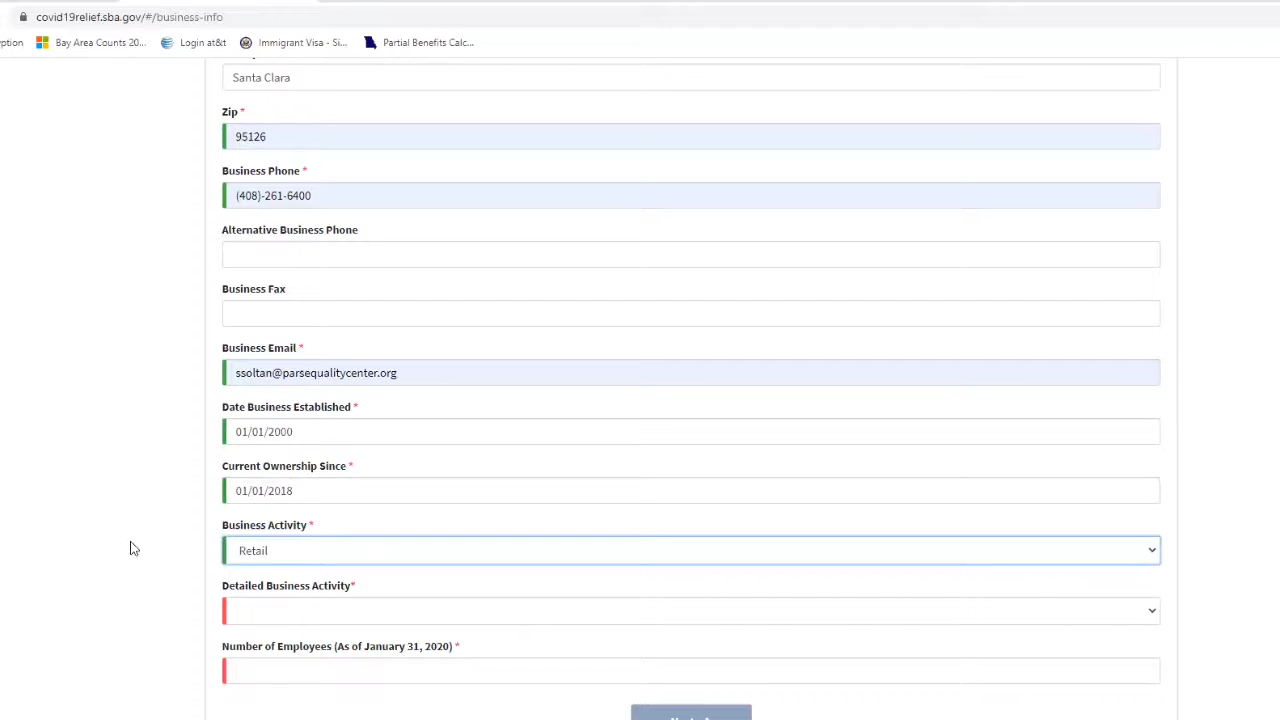 covid19relief.sba.gov/#/business-info
ption Bay Area Counts 20... Login at&t Immigrant Visa - Si... Partial Benefits Calc...
Santa Clara
Zip *
95126
Business Phone *
(408)-261-6400
Alternative Business Phone
Business Fax
Business Email *
ssoltan@parsequalitycenter.org
Date Business Established *
01/01/2000
Current Ownership Since *
01/01/2018
Business Activity *
Retail
Detailed Business Activity*
Number of Employees (As of January 31, 2020) *